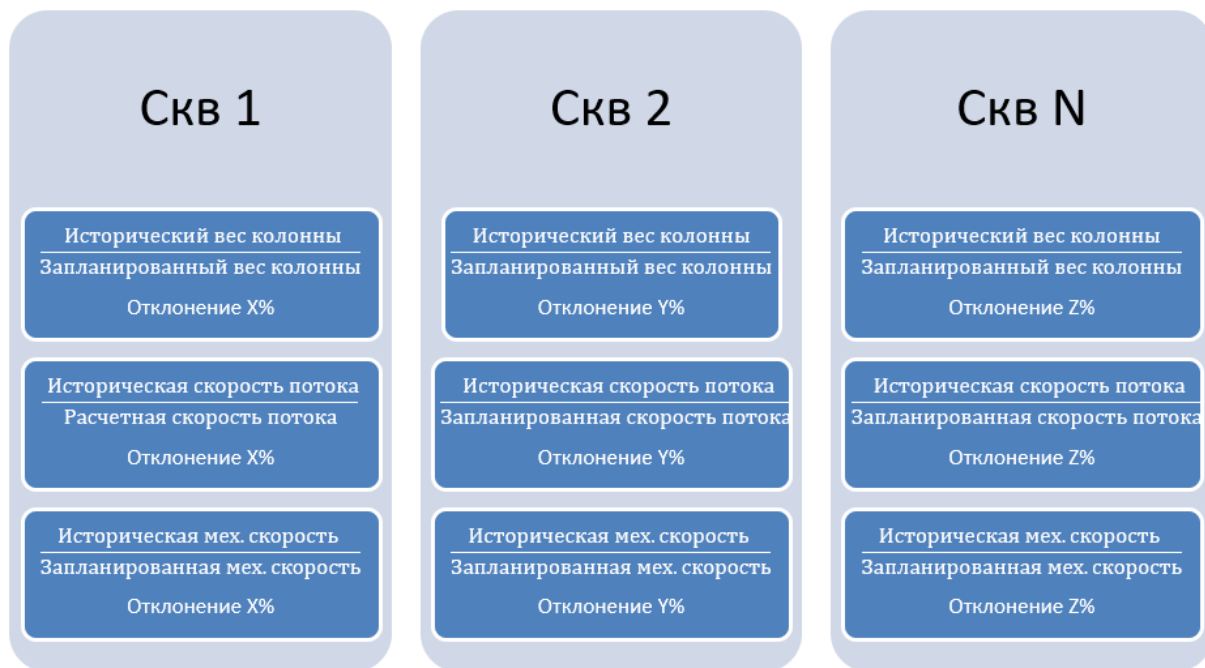 Скв 1
Исторический вес колонны
Запланированный вес колонны
Отклонение X%
Историческая скорость потока
Расчетная скорость потока
Отклонение X%
Историческая мех. скорость
Запланированная мех. скорость
Отклонение X%
Скв 2
Исторический вес колонны
Запланированный вес колонны
Отклонение Y%
Историческая скорость потока
Запланированная скорость потока
Отклонение Y%
Историческая мех. скорость
Запланированная мех. скорость
Отклонение Y%
Скв N
Исторический вес колонны
Запланированный вес колонны
Отклонение Z%
Историческая скорость потока
Запланированная скорость потока
Отклонение Z%
Историческая мех. скорость
Запланированная мех. скорость
Отклонение Z%